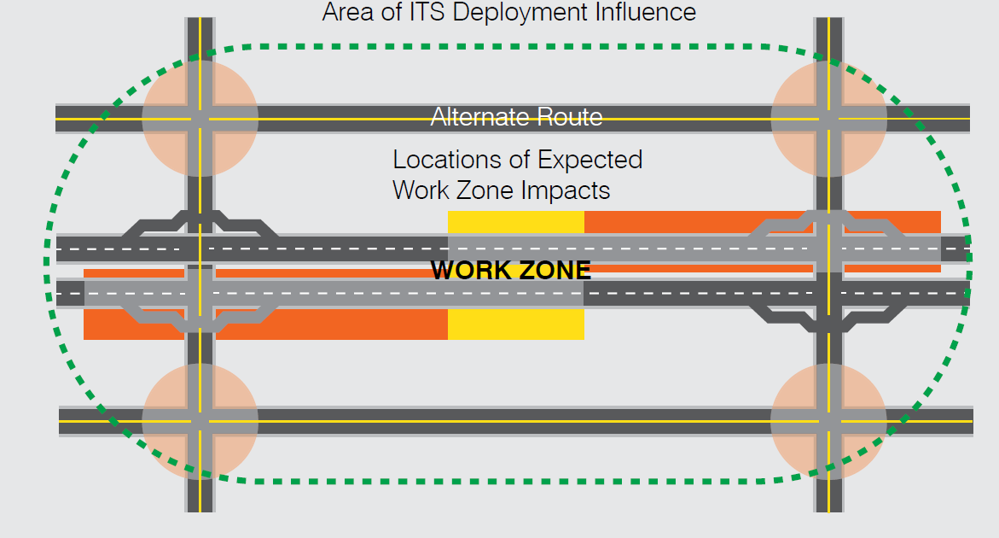 Area of ITS Deployment Influence
Alternate Route
Locations of Expected
Work Zone Impacts
WORK ZONE